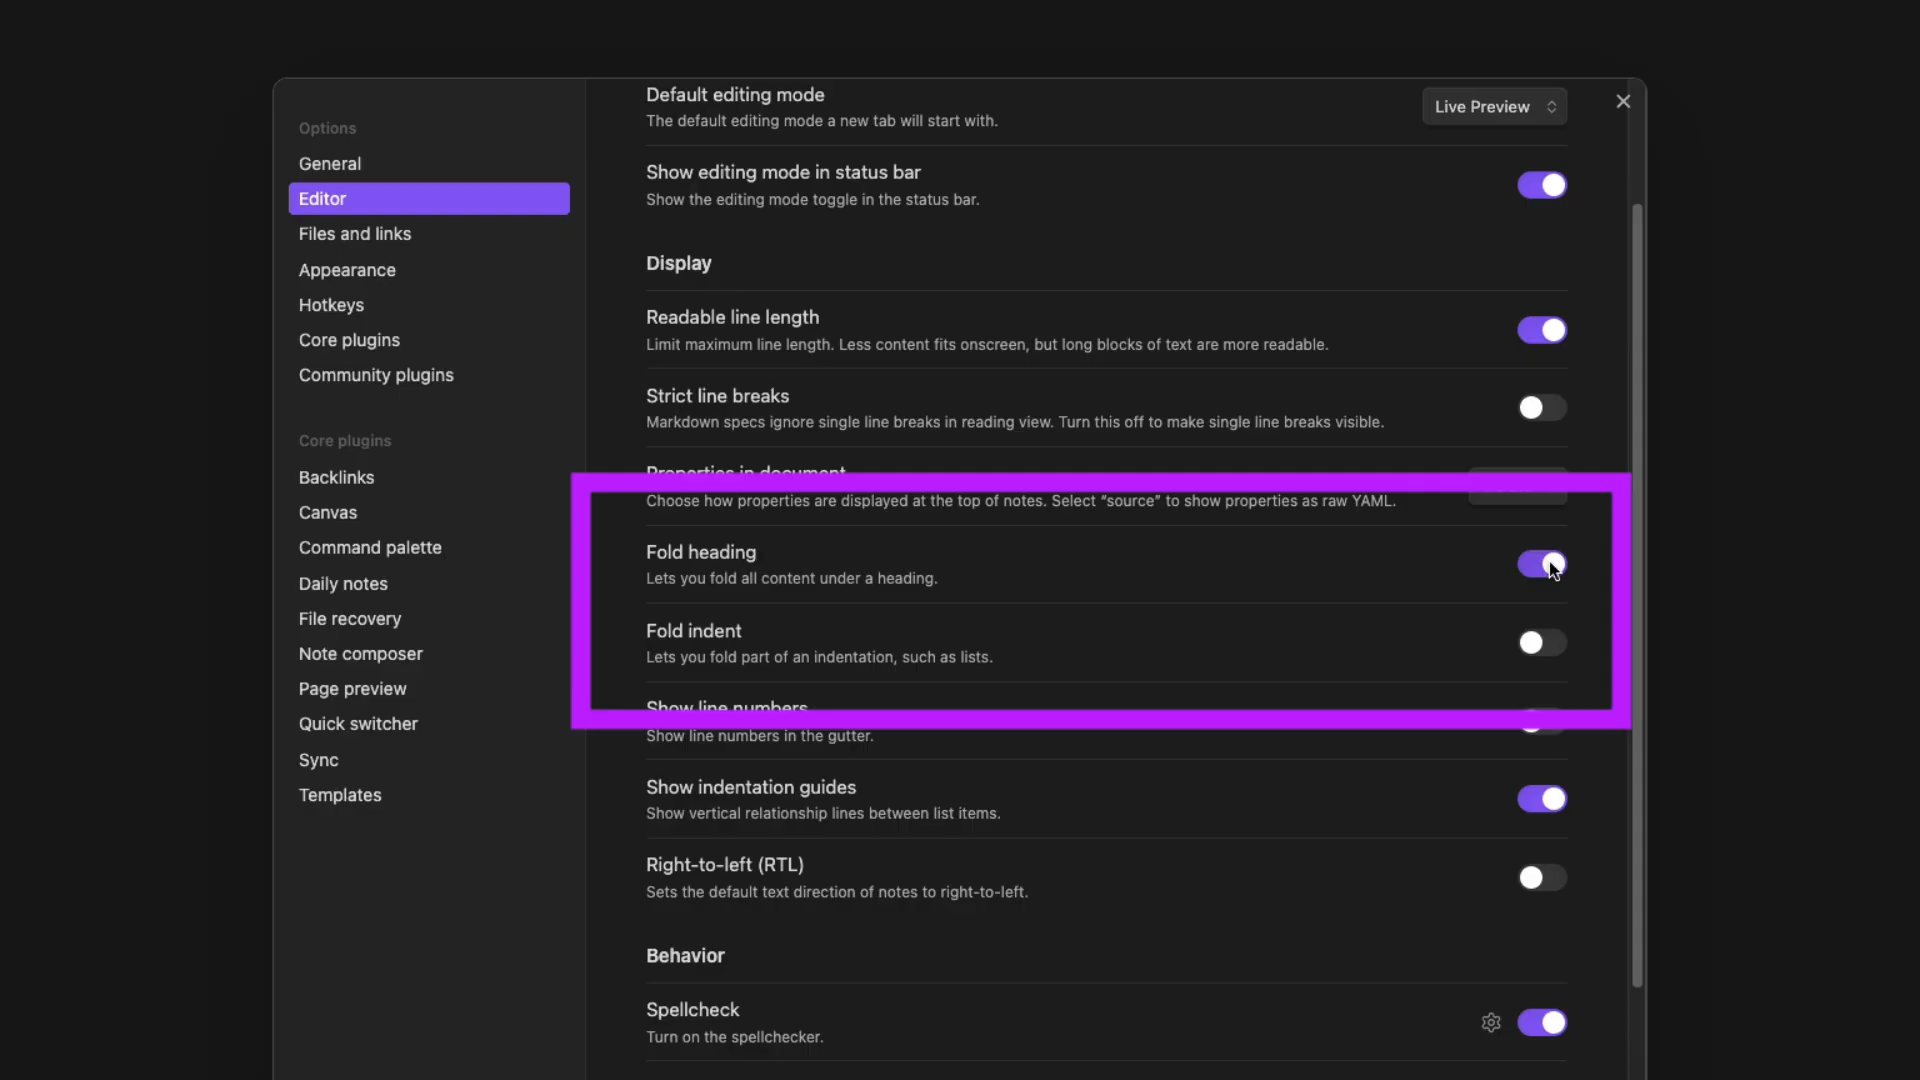 Options
General
Editor
Files and links
Appearance
Hotkeys
Core plugins
Community plugins
Core plugins
Backlinks
Canvas
Command palette
Daily notes
File recovery
Note composer
Page preview
Quick switcher
Sync
Templates
Default editing mode
The default editing mode a new tab will start with.
Live Preview
Show editing mode in status bar
Show the editing mode toggle in the status bar.
Display
Readable line length
Limit maximum line length. Less content fits onscreen, but long blocks of text are more readable.
Strict line breaks
Markdown specs ignore single line breaks in reading view. Turn this off to make single line breaks visible.
Properties in document
Choose how properties are displayed at the top of notes. Select “source” to show properties as raw YAML.
Fold heading
Lets you fold all content under a heading.
Fold indent
Lets you fold part of an indentation, such as lists.
Show line numbers
Show line numbers in the gutter.
Show indentation guides
Show vertical relationship lines between list items.
Right-to-left (RTL)
Sets the default text direction of notes to right-to-left.
Behavior
Spellcheck
Turn on the spellchecker.